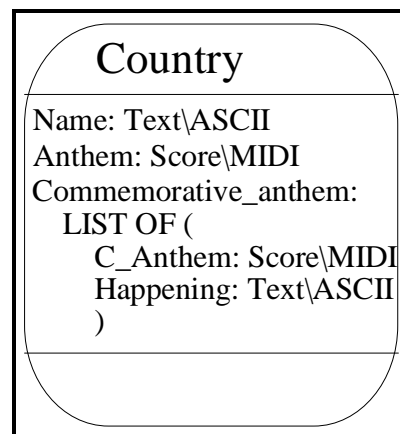 Country
Name: Text\ASCII
Anthem: Score\MIDI
Commemorative_anthem:
LIST OF (
C_Anthem: Score\MIDI
Happening: Text\ASCII
)